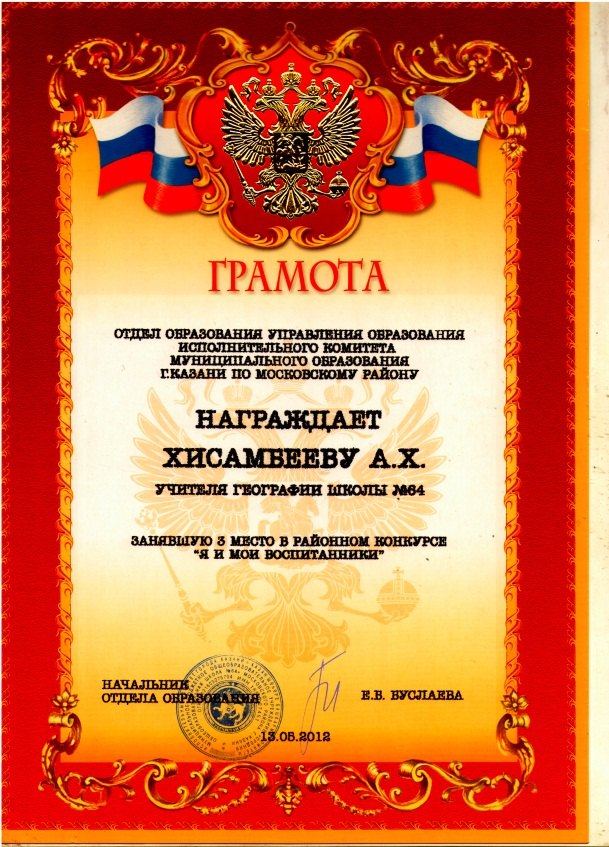 ГРАМОТА
ОТДЕЛ ОБРАЗОВАНИЯ УПРАВЛЕНИЯ ОБРАЗОВАНИЯ
ИСПОЛНИТЕЛЬНОГО КОМИТЕТА
МУНИЦИПАЛЬНОГО ОБРАЗОВАНИЯ
Г.КАЗАНИ ПО МОСКОВСКОМУ РАЙОНУ
НАГРАЖДАЕТ
ХИСАМБЕЕВУ А.Х.
УЧИТЕЛЯ ГЕОГРАФИИ ШКОЛЫ №64
ЗАНЯВШУЮ 3 МЕСТО В РАЙОННОМ КОНКУРСЕ
"Я И МОИ ВОСПИТАННИКИ"
НАЧАЛЬНИК
ОТДЕЛА ОБРАЗОВАНИЯ
Е.В. БУСЛАЕВА
13.05.2012